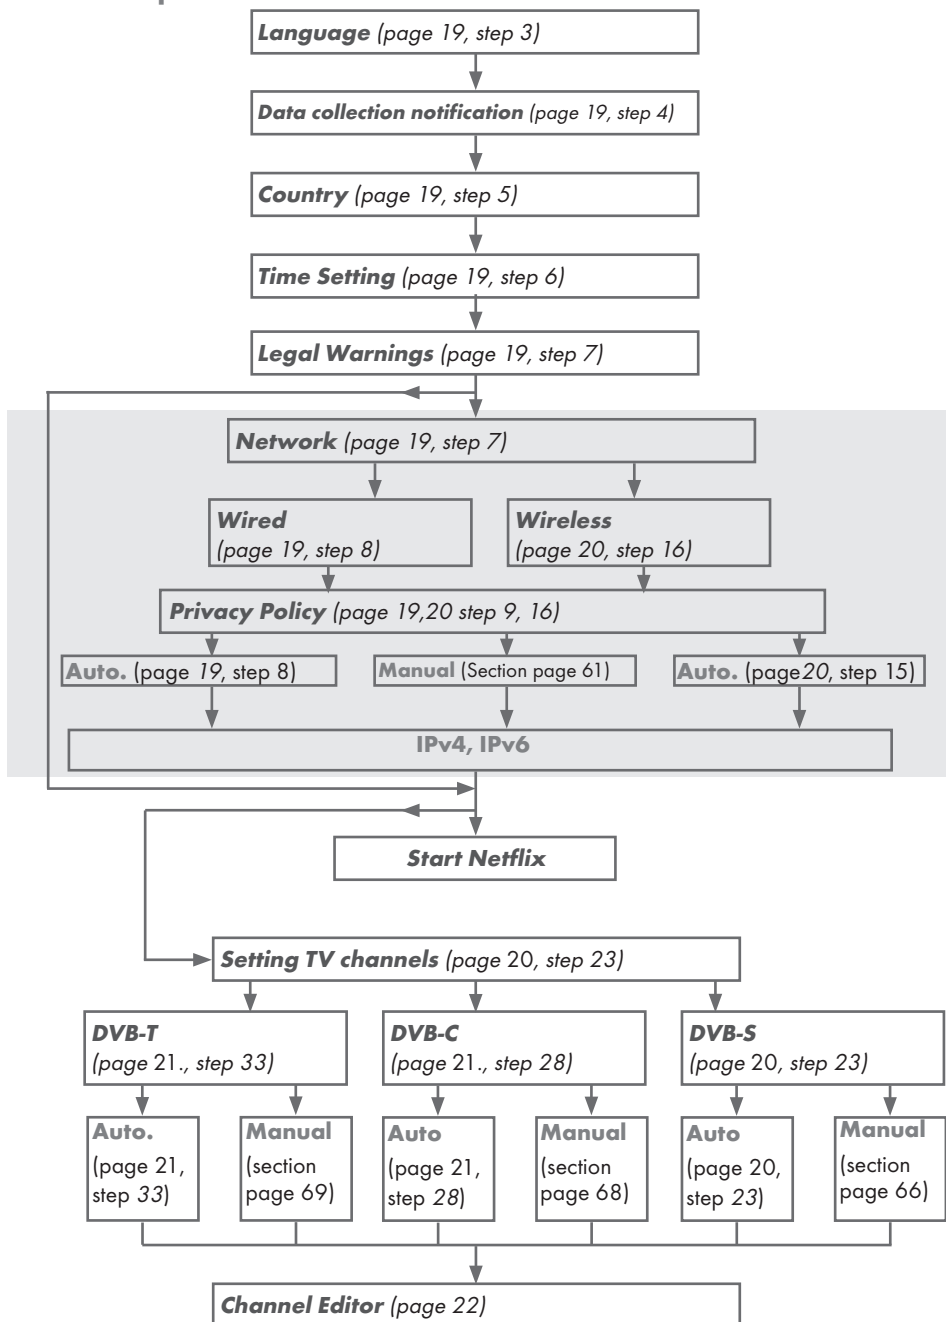 Language (page 19, step 3)
Data collection notification (page 19, step 4)
Country (page 19, step 5)
Time Setting (page 19, step 6)
Legal Warnings (page 19, step 7)
Network (page 19, step 7)
Wired
(page 19, step 8)
Wireless
(page 20, step 16)
Privacy Policy (page 19,20 step 9, 16)
Auto. (page 19, step 8)
Manual (Section page 61)
Auto. (page20, step 15)
IPv4, IPv6
Start Netflix
Setting TV channels (page 20, step 23)
DVB-T
(page 21., step 33)
DVB-C
(page 21., step 28)
DVB-S
(page 20, step 23)
Auto.
(page 21,
step 33)
Manual
(section
page 69)
Auto
(page 21,
step 28)
Manual
(section
page 68)
Auto
(page 20,
step 23)
Manual
(section
page 66)
Channel Editor (page 22)